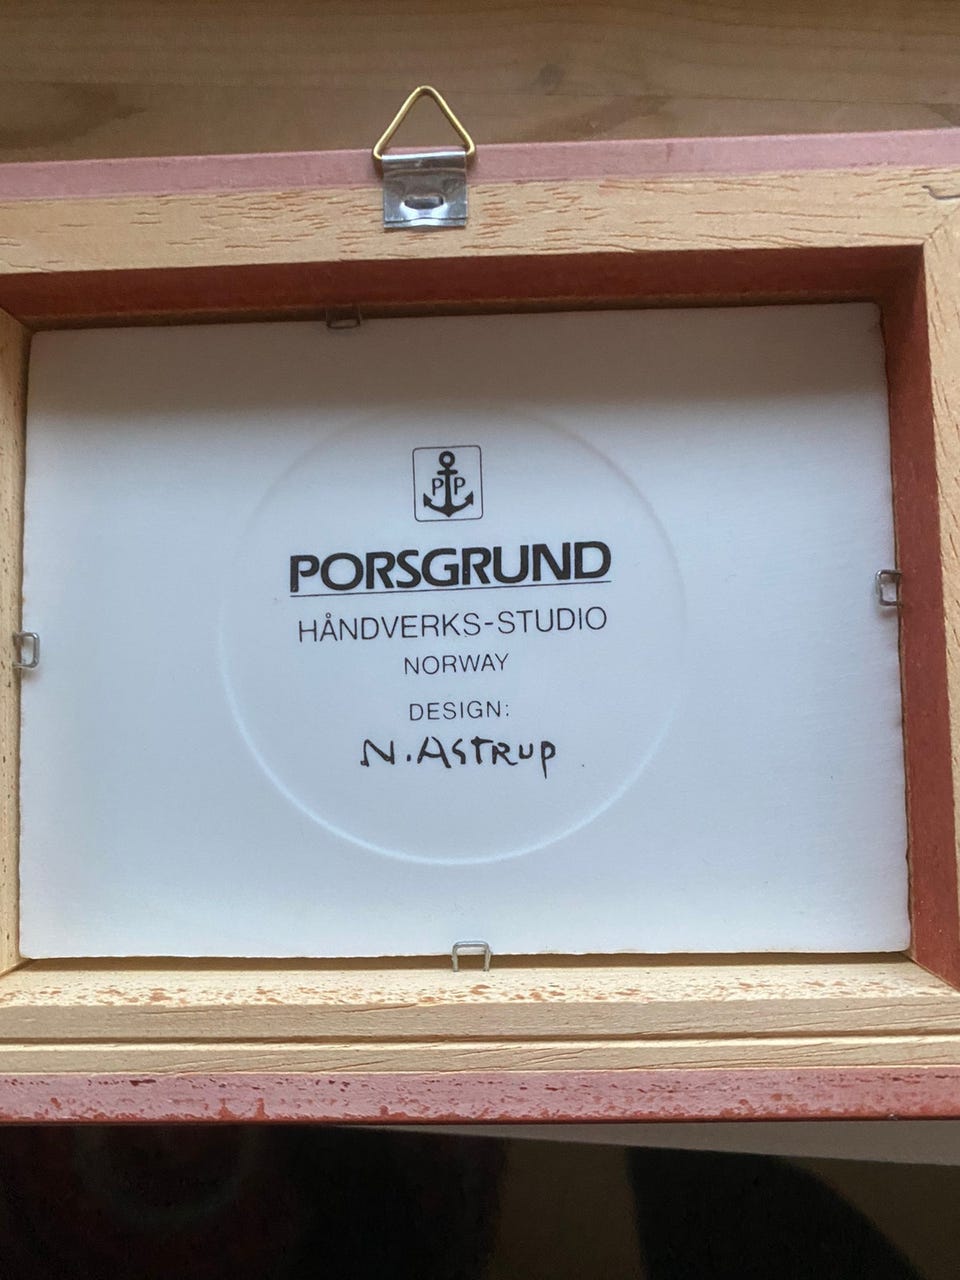 PP
PORSGRUND
HÅNDVERKS-STUDIO
NORWAY
DESIGN:
N. ASTRUP